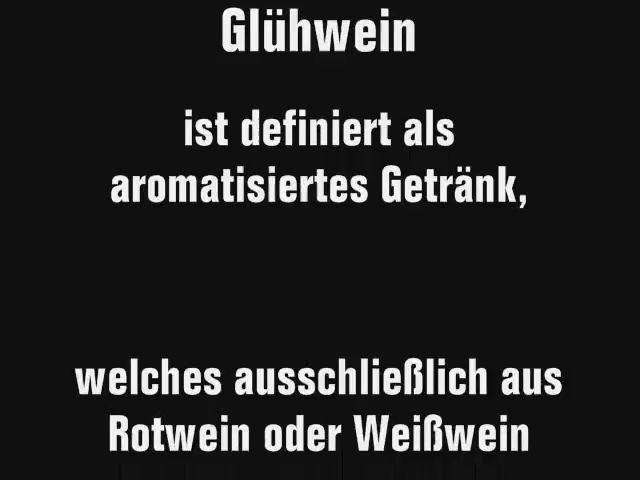 Glühwein
ist definiert als
aromatisiertes Getränk,
welches ausschließlich aus
Rotwein oder Weißwein